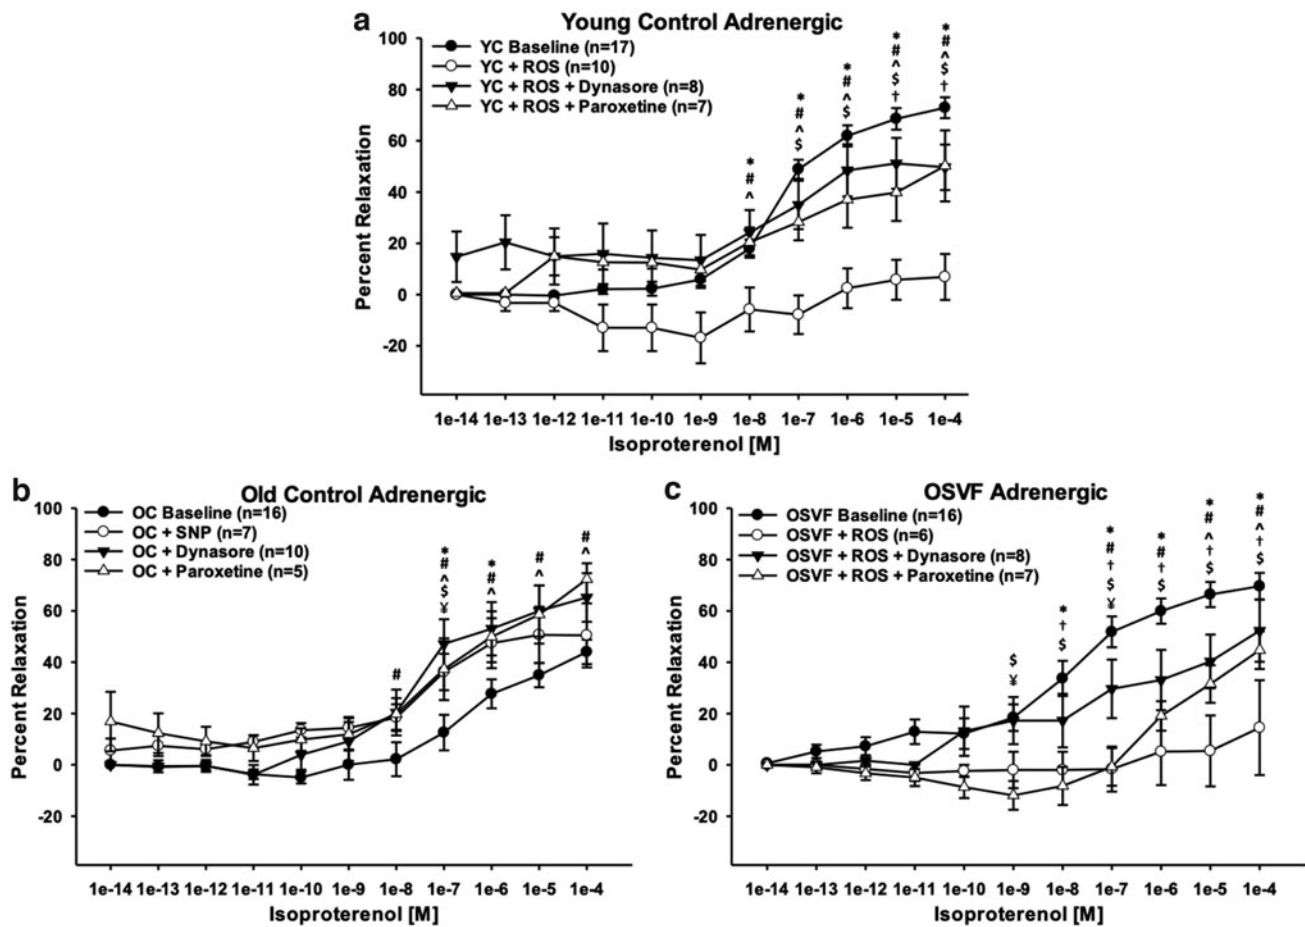 a
Young Control Adrenergic
YC Baseline (n=17)
YC + ROS (n=10)
YC + ROS + Dynasore (n=8)
YC + ROS + Paroxetine (n=7)
Percent Relaxation
100
80
60
40
20
0
-20
*
#
^
*
#
^
$
*
#
^
$
*
#
^
$
†
*
#
^
$
†
1e-14 1e-13 1e-12 1e-11 1e-10 1e-9 1e-8 1e-7 1e-6 1e-5 1e-4
Isoproterenol [M]
b
Old Control Adrenergic
OC Baseline (n=16)
OC + SNP (n=7)
OC + Dynasore (n=10)
OC + Paroxetine (n=5)
Percent Relaxation
100
80
60
40
20
0
-20
#
*
#
^
$
¥
*
#
^
#
^
#
^
1e-14 1e-13 1e-12 1e-11 1e-10 1e-9 1e-8 1e-7 1e-6 1e-5 1e-4
Isoproterenol [M]
c
OSVF Adrenergic
OSVF Baseline (n=16)
OSVF + ROS (n=6)
OSVF + ROS + Dynasore (n=8)
OSVF + ROS + Paroxetine (n=7)
Percent Relaxation
100
80
60
40
20
0
-20
$
¥
*
†
$
*
#
†
$
¥
*
#
†
$
*
#
^
†
$
*
#
^
†
$
1e-14 1e-13 1e-12 1e-11 1e-10 1e-9 1e-8 1e-7 1e-6 1e-5 1e-4
Isoproterenol [M]